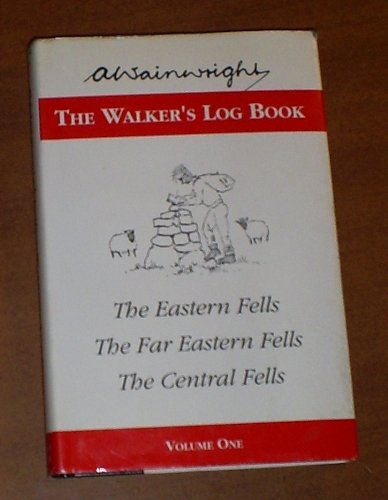 AWainwright
THE WALKER'S LOG BOOK
The Eastern Fells
The Far Eastern Fells
The Central Fells
VOLUME ONE